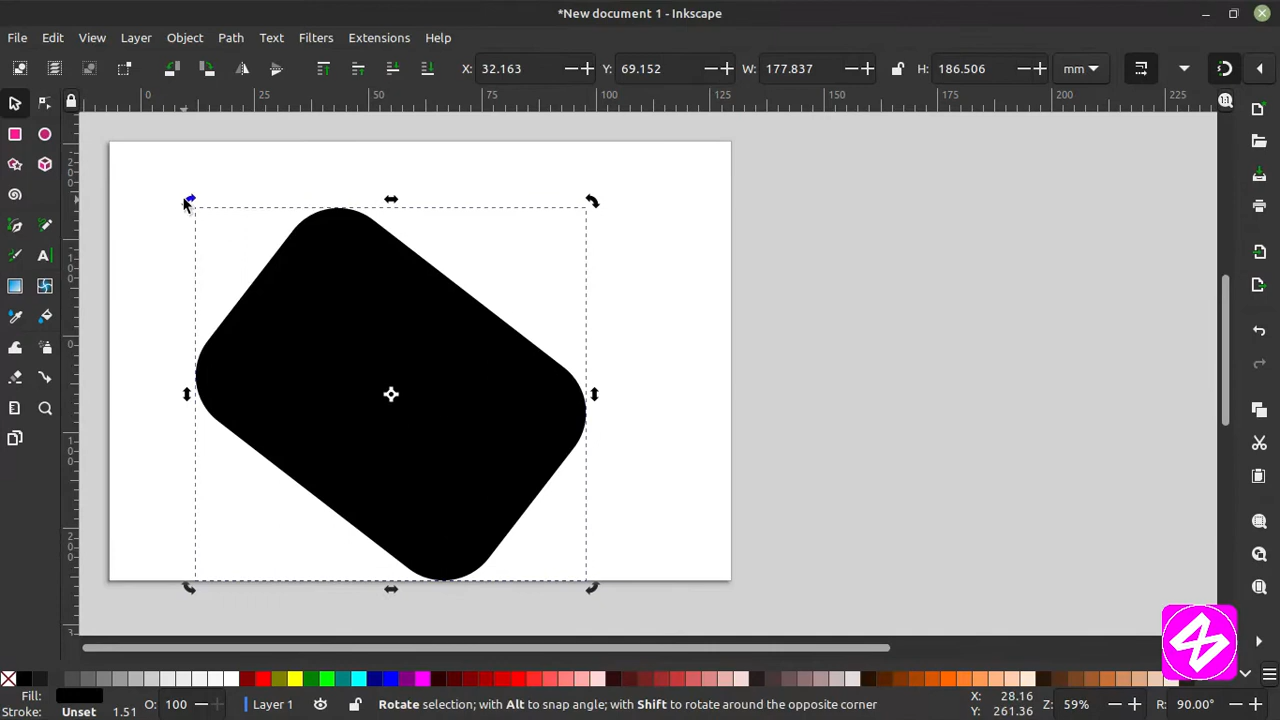 *New document 1 - Inkscape
File Edit View Layer Object Path Text Filters Extensions Help
X: 32.163 Y: 69.152 W: 177.837 H: 186.506 mm
0 25 50 75 100 125 150 175 200 225
Fill: O: 100 Layer 1 Rotate selection; with Alt to snap angle; with Shift to rotate around the opposite corner X: 28.16 Z: 59% R: 90.00°
Stroke: Unset 1.51 Y: 261.36